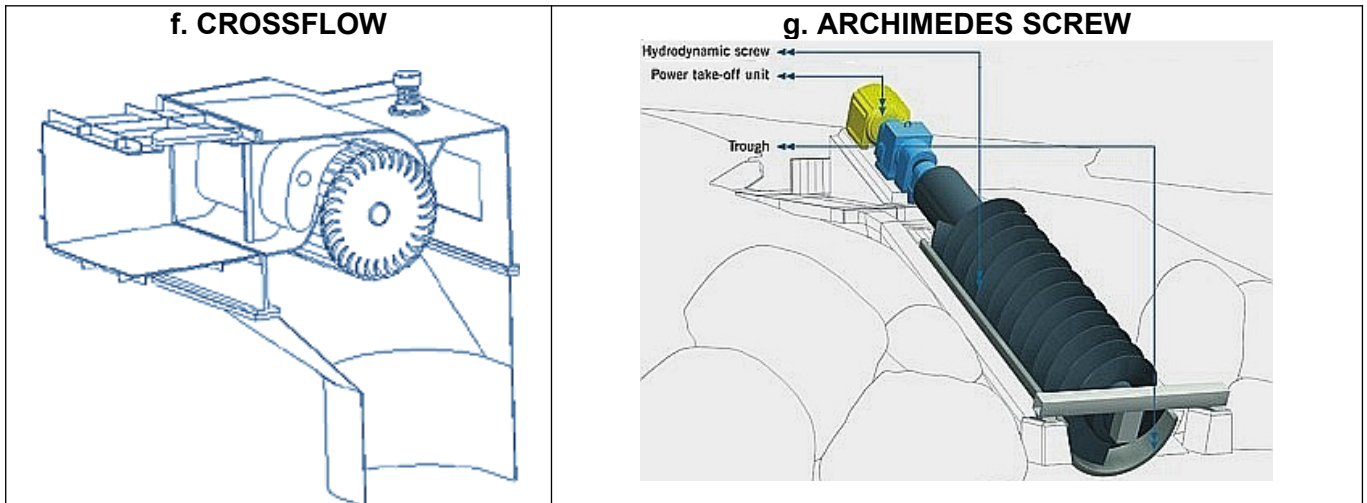 f. CROSSFLOW
g. ARCHIMEDES SCREW
Hydrodynamic screw
Power take-off unit
Trough